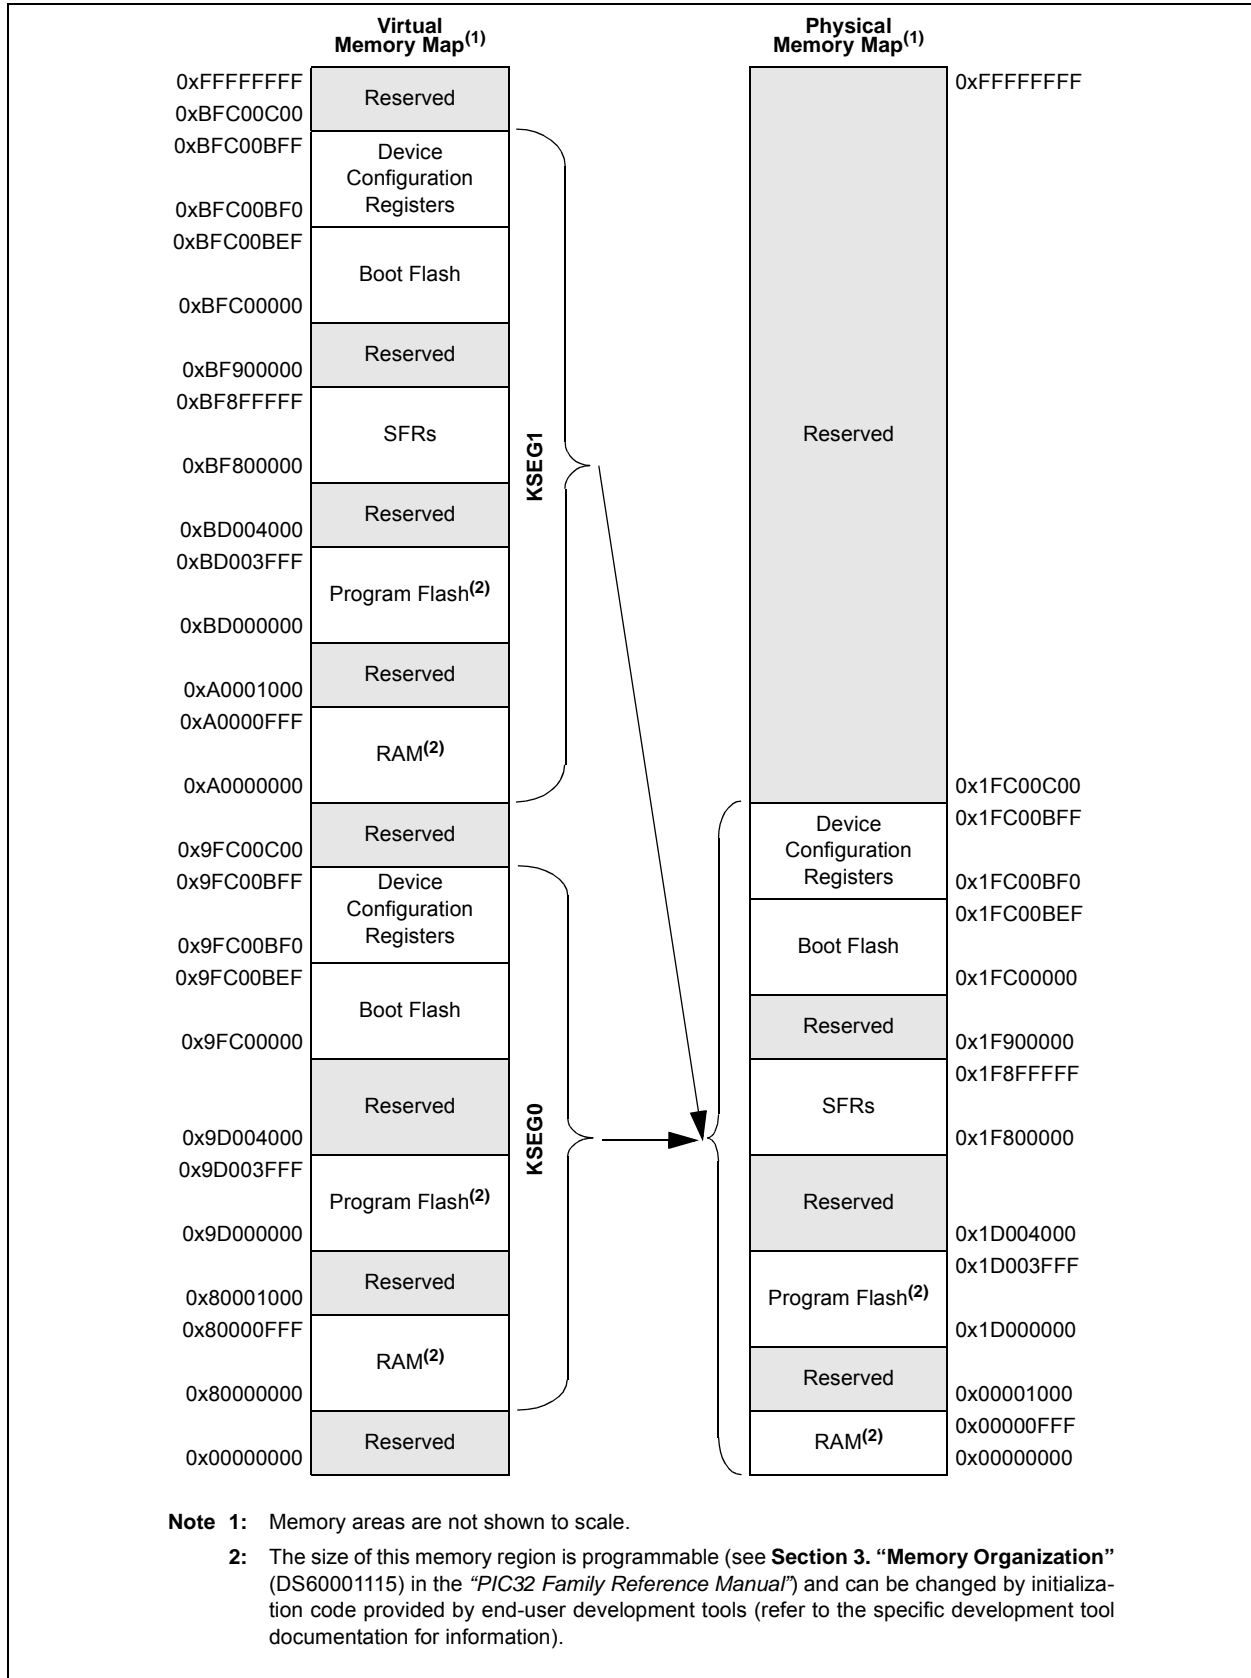 Virtual
Memory Map(1)
Physical
Memory Map(1)
0xFFFFFFFF
Reserved
0xBFC00C00
0xBFC00BFF
Device
Configuration
Registers
0xBFC00BF0
0xBFC00BEF
Boot Flash
0xBFC00000
Reserved
0xBF900000
0xBF8FFFFF
SFRs
0xBF800000
Reserved
0xBD004000
0xBD003FFF
Program Flash(2)
0xBD000000
Reserved
0xA0001000
0xA0000FFF
RAM(2)
0xA0000000
KSEG1
Reserved
0x9FC00C00
0x9FC00BFF
Device
Configuration
Registers
0x9FC00BF0
0x9FC00BEF
Boot Flash
0x9FC00000
Reserved
0x9D004000
0x9D003FFF
Program Flash(2)
0x9D000000
Reserved
0x80001000
0x80000FFF
RAM(2)
0x80000000
KSEG0
Reserved
0x00000000
0xFFFFFFFF
Reserved
0x1FC00C00
0x1FC00BFF
Device
Configuration
Registers
0x1FC00BF0
0x1FC00BEF
Boot Flash
0x1FC00000
Reserved
0x1F900000
0x1F8FFFFF
SFRs
0x1F800000
Reserved
0x1D004000
0x1D003FFF
Program Flash(2)
0x1D000000
Reserved
0x00001000
0x00000FFF
RAM(2)
0x00000000
Note 1: Memory areas are not shown to scale.
2: The size of this memory region is programmable (see Section 3. “Memory Organization”
(DS60001115) in the “PIC32 Family Reference Manual”) and can be changed by initializa-
tion code provided by end-user development tools (refer to the specific development tool
documentation for information).